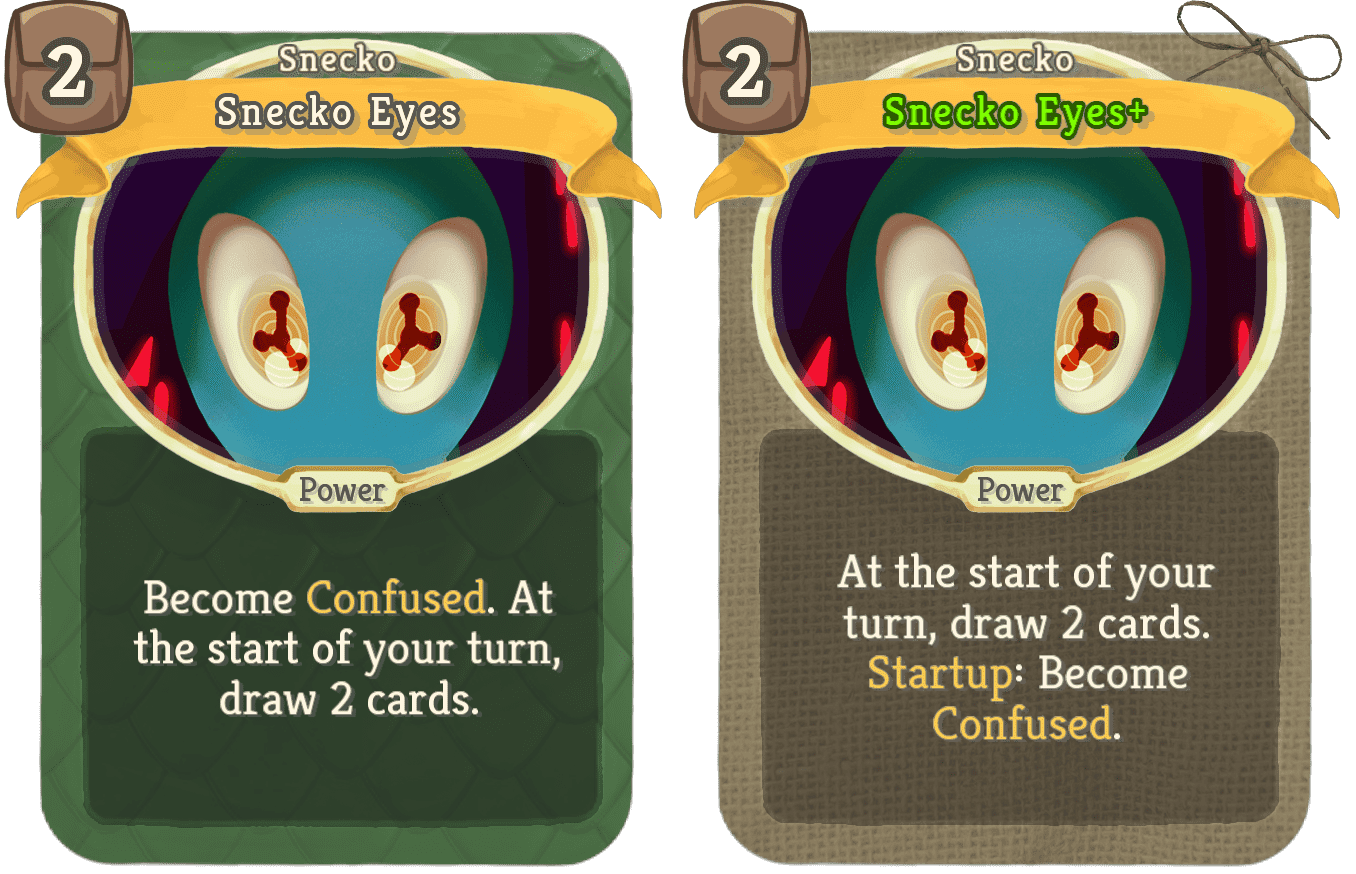 2
Snecko
Snecko Eyes
Power
Become Confused. At
the start of your turn,
draw 2 cards.
2
Snecko
Snecko Eyes+
Power
At the start of your
turn, draw 2 cards.
Startup: Become
Confused.